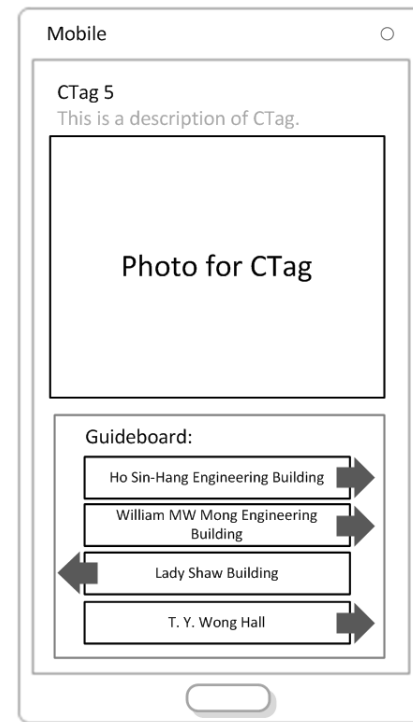 Mobile
CTag 5
This is a description of CTag.
Photo for CTag
Guideboard:
Ho Sin-Hang Engineering Building
William MW Mong Engineering
Building
Lady Shaw Building
T. Y. Wong Hall